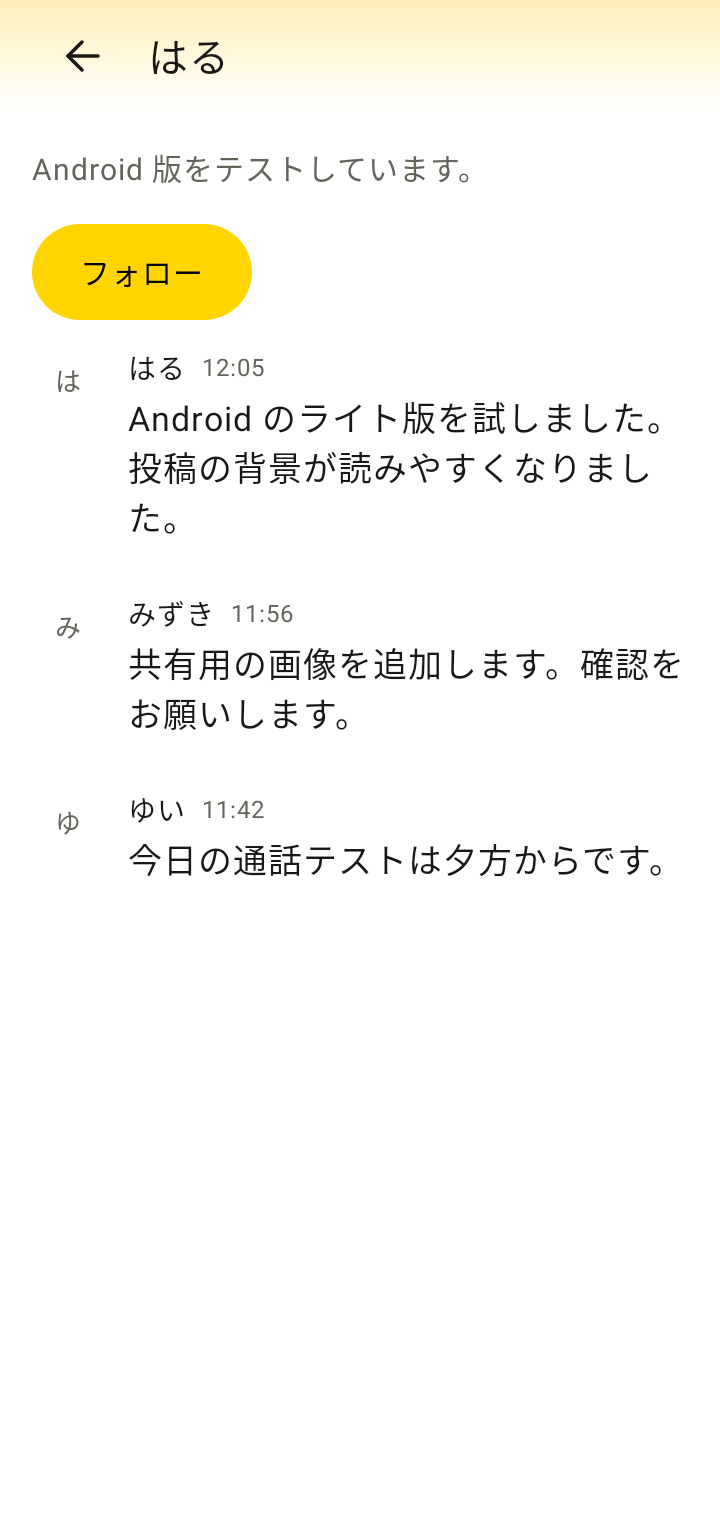 はる
Android 版をテストしています。
フォロー
は
はる 12:05
Android のライト版を試しました。
投稿の背景が読みやすくなりまし
た。
み
みずき 11:56
共有用の画像を追加します。確認を
お願いします。
ゆ
ゆい 11:42
今日の通話テストは夕方からです。